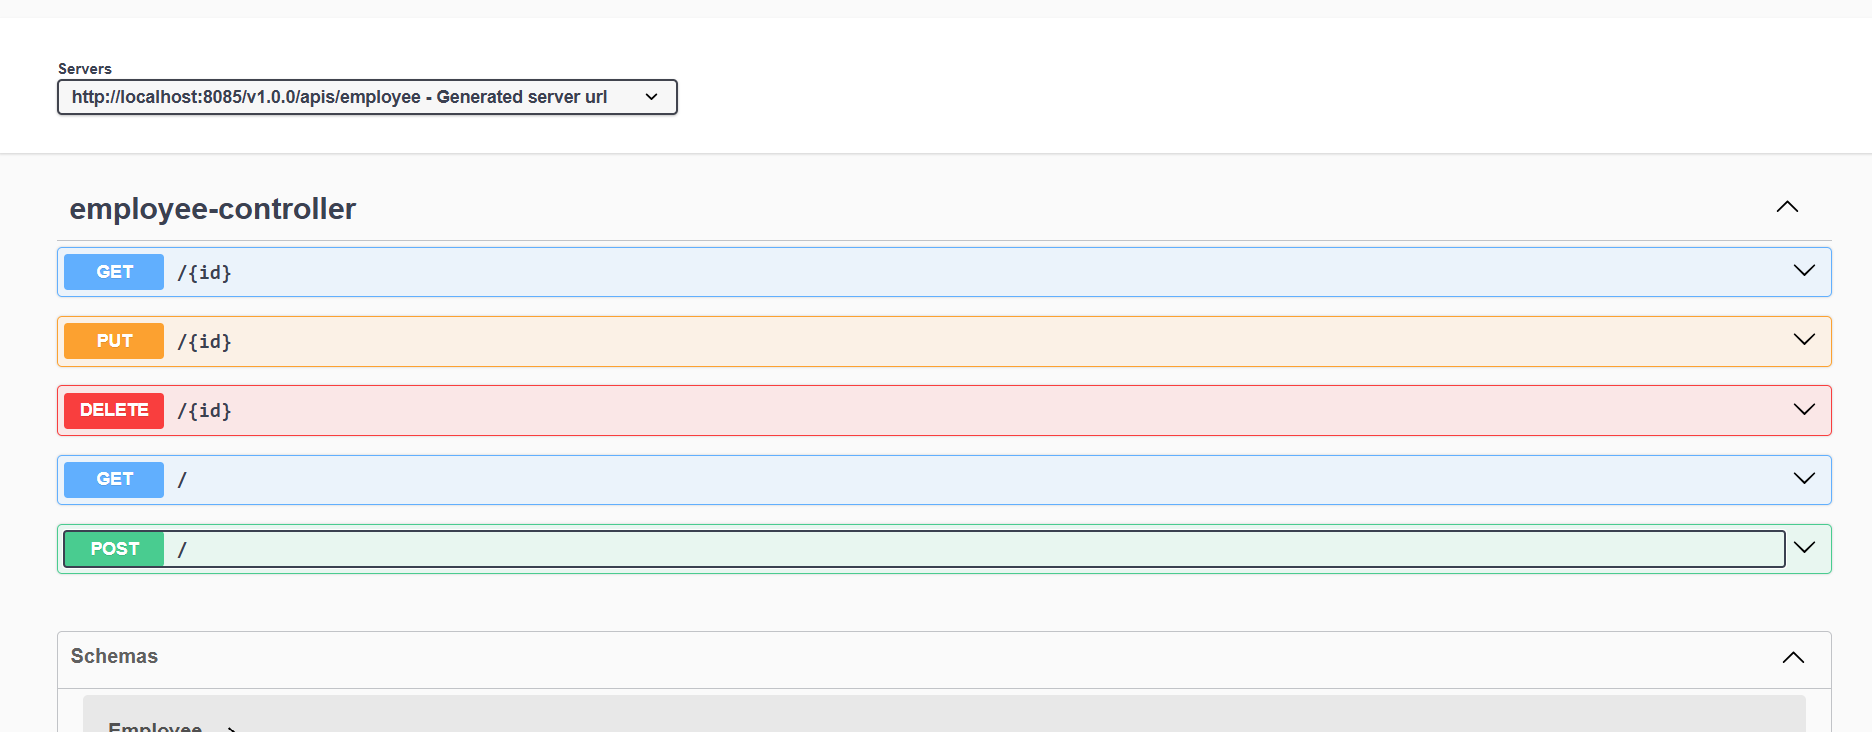 Servers
http://localhost:8085/v1.0.0/apis/employee - Generated server url
employee-controller
GET /{id}
PUT /{id}
DELETE /{id}
GET /
POST /
Schemas
Employee